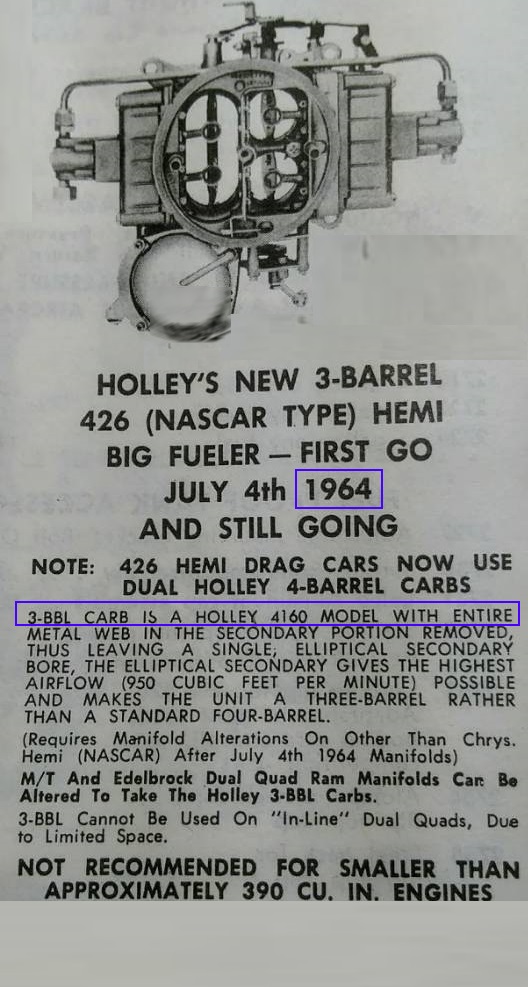 HOLLEY'S NEW 3-BARREL
426 (NASCAR TYPE) HEMI
BIG FUELER — FIRST GO
JULY 4th 1964
AND STILL GOING
NOTE: 426 HEMI DRAG CARS NOW USE
DUAL HOLLEY 4-BARREL CARBS
3-BBL CARB IS A HOLLEY 4160 MODEL WITH ENTIRE
METAL WEB IN THE SECONDARY PORTION REMOVED,
THUS LEAVING A SINGLE, ELLIPTICAL SECONDARY
BORE, THE ELLIPTICAL SECONDARY GIVES THE HIGHEST
AIRFLOW (950 CUBIC FEET PER MINUTE) POSSIBLE
AND MAKES THE UNIT A THREE-BARREL RATHER
THAN A STANDARD FOUR-BARREL.
(Requires Manifold Alterations On Other Than Chrys.
Hemi (NASCAR) After July 4th 1964 Manifolds)
M/T And Edelbrock Dual Quad Ram Manifolds Can Be
Altered To Take The Holley 3-BBL Carbs.
3-BBL Cannot Be Used On "In-Line" Dual Quads, Due
to Limited Space.
NOT RECOMMENDED FOR SMALLER THAN
APPROXIMATELY 390 CU. IN. ENGINES